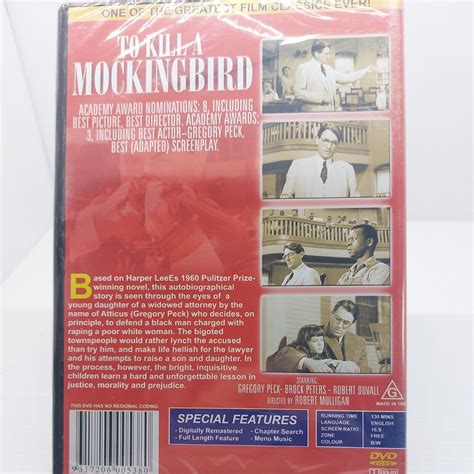 ONE OF THE GREATEST FILM CLASSICS EVER!
TO KILL A
MOCKINGBIRD
ACADEMY AWARD NOMINATIONS: 8, INCLUDING
BEST PICTURE, BEST DIRECTOR, ACADEMY AWARDS:
3, INCLUDING BEST ACTOR-GREGORY PECK,
BEST (ADAPTED) SCREENPLAY.
Based on Harper LeeEs 1960 Pulitzer Prize-
winning novel, this autobiographical
story is seen through the eyes of a
young daughter of a widowed attorney by the
name of Atticus (Gregory Peck) who decides, on
principle, to defend a black man charged with
raping a poor white woman. The bigoted
townspeople would rather lynch the
accused than try him, and make life hellish for the lawyer
and his attempts to raise a son and daughter. In
the process, however, the bright, inquisitive
children learn a hard and unforgettable lesson in
justice, morality and prejudice.
STARRING:
GREGORY PECK- BROCK PETERS - ROBERT DUVALL
DIRECTED BY ROBERT MULLIGAN
G
THIS DVD HAS NO REGIONAL CODING
SPECIAL FEATURES
- Digitally Remastered - Chapter Search
- Full Length Feature - Menu Music
RUNNING TIME: 130 MINS
LANGUAGE ENGLISH
SCREEN RATIO 16.9
ZONE FREE
COLOUR B/W
DVD
VIDEO
9317206005380